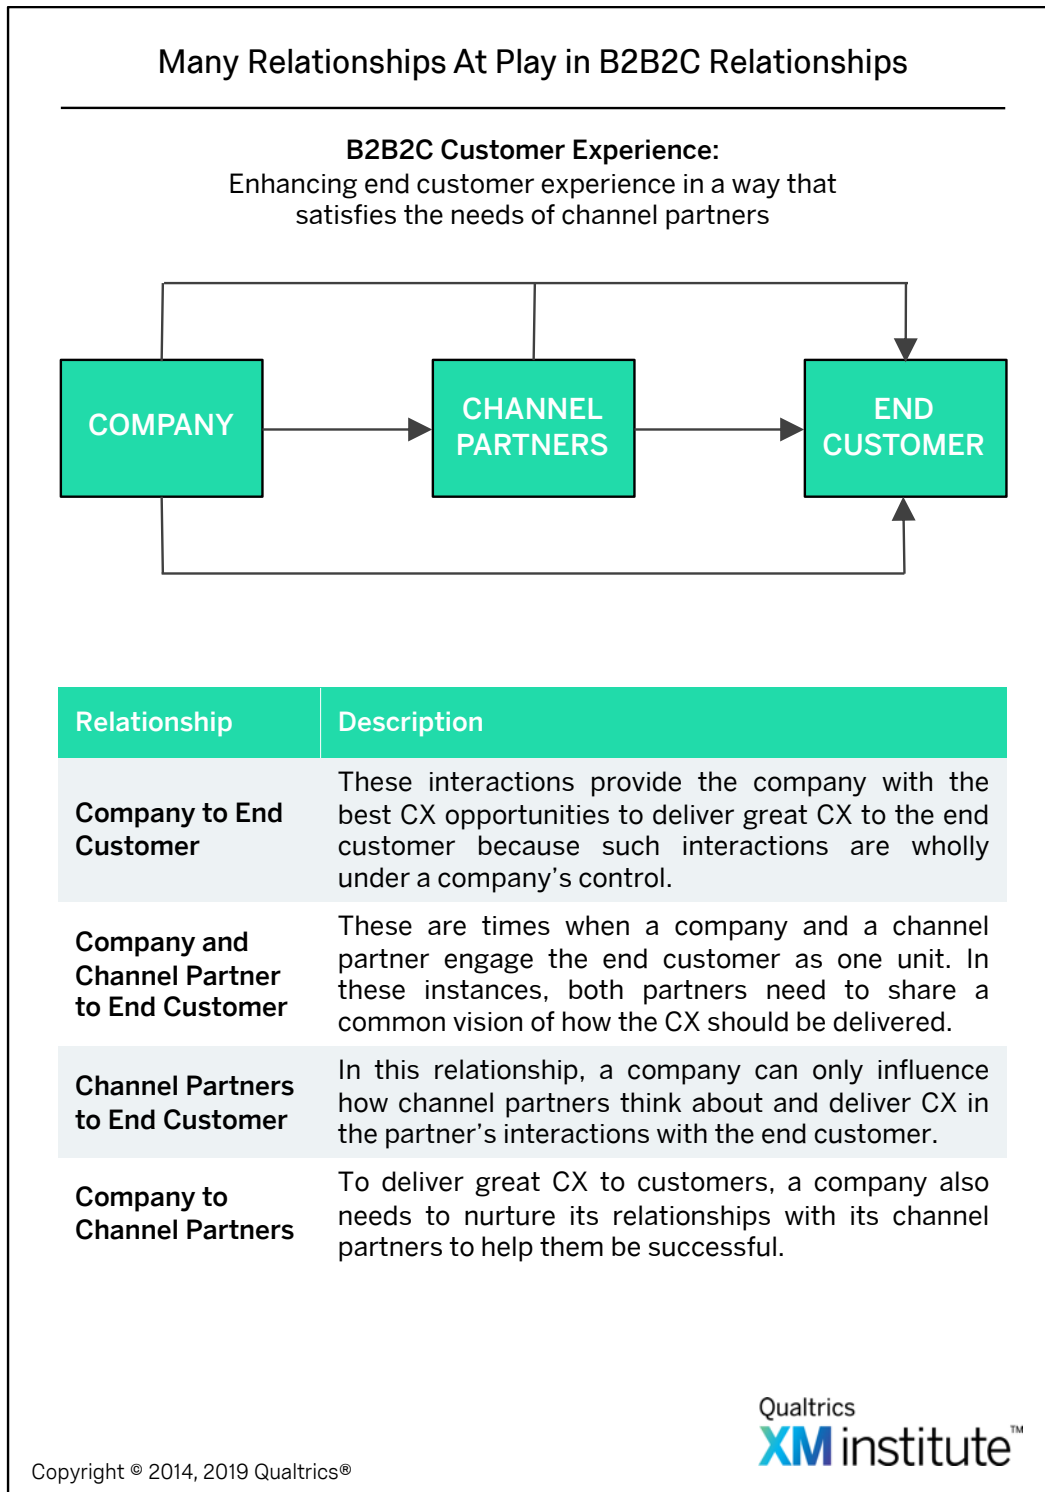 Many Relationships At Play in B2B2C Relationships
B2B2C Customer Experience:
Enhancing end customer experience in a way that
satisfies the needs of channel partners
COMPANY
CHANNEL
PARTNERS
END
CUSTOMER
Relationship
Description
Company to End
Customer
These interactions provide the company with the
best CX opportunities to deliver great CX to the end
customer because such interactions are wholly
under a company’s control.
Company and
Channel Partner
to End Customer
These are times when a company and a channel
partner engage the end customer as one unit. In
these instances, both partners need to share a
common vision of how the CX should be delivered.
Channel Partners
to End Customer
In this relationship, a company can only influence
how channel partners think about and deliver CX in
the partner’s interactions with the end customer.
Company to
Channel Partners
To deliver great CX to customers, a company also
needs to nurture its relationships with its channel
partners to help them be successful.
Qualtrics
XM institute™
Copyright © 2014, 2019 Qualtrics®